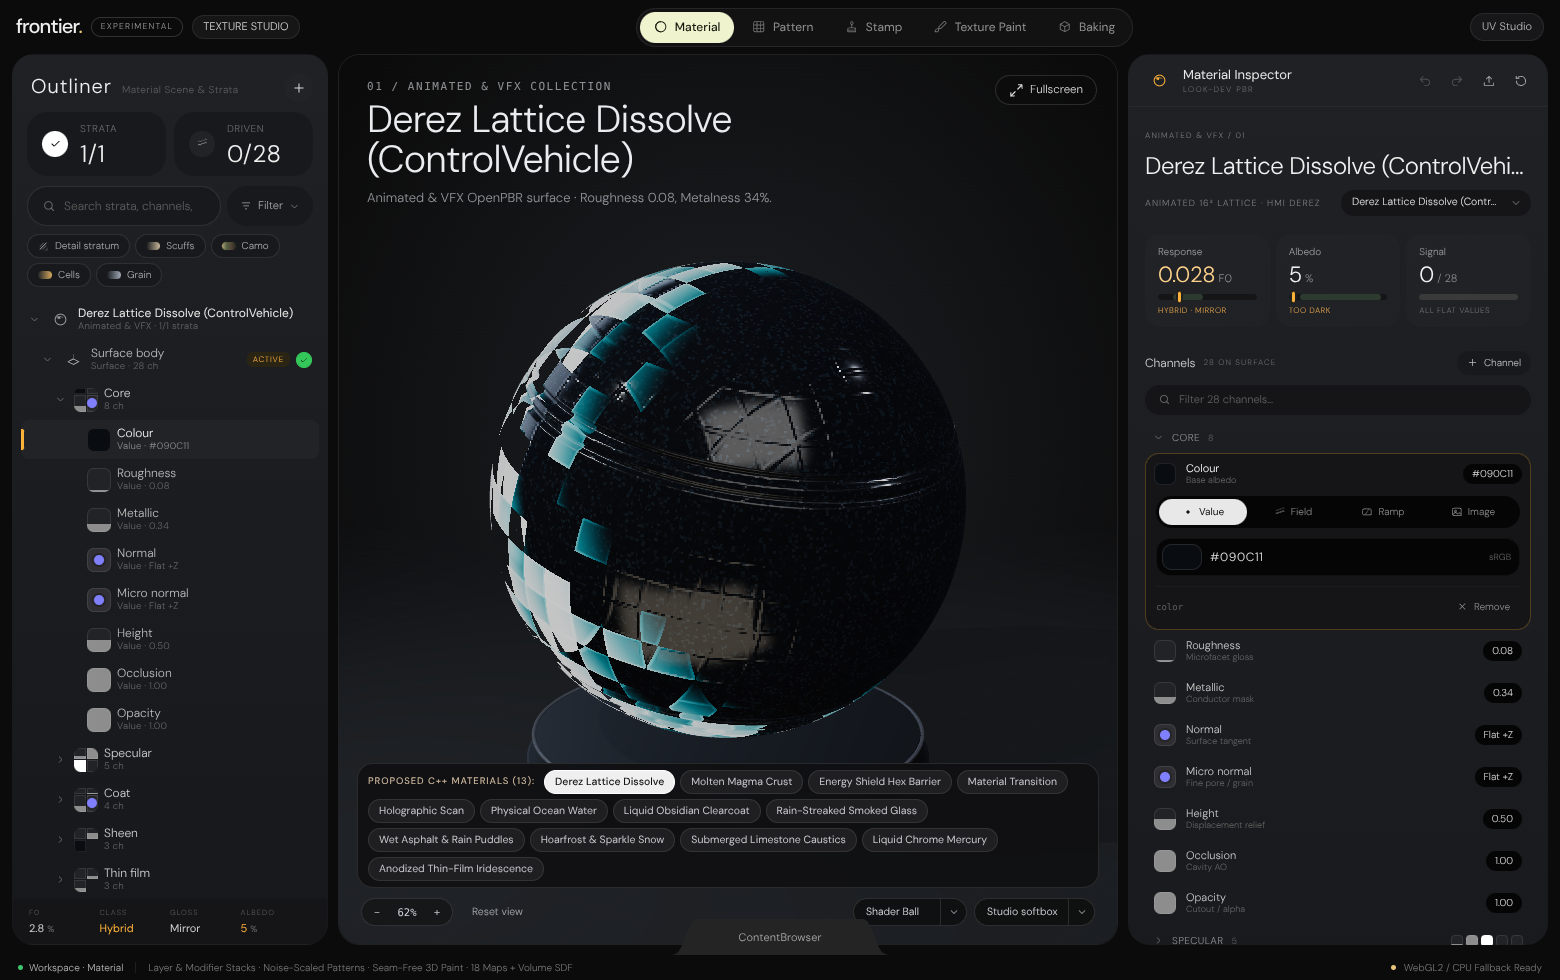 frontier.
EXPERIMENTAL
TEXTURE STUDIO
Material
Pattern
Stamp
Texture Paint
Baking
UV Studio
Outliner
Material Scene & Strata
STRATA
1/1
DRIVEN
0/28
Search strata, channels,
Filter
Detail stratum
Scuffs
Camo
Cells
Grain
Derez Lattice Dissolve (ControlVehicle)
Animated & VFX · 1/1 strata
Surface body
Surface · 28 ch
ACTIVE
Core
8 ch
Colour
Value · #090C11
Roughness
Value · 0.08
Metallic
Value · 0.34
Normal
Value · Flat +Z
Micro normal
Value · Flat +Z
Height
Value · 0.50
Occlusion
Value · 1.00
Opacity
Value · 1.00
Specular
5 ch
Coat
4 ch
Sheen
3 ch
Thin film
3 ch
F0
2.8 %
CLASS
Hybrid
GLOSS
Mirror
ALBEDO
5 %
01 / ANIMATED & VFX COLLECTION
Derez Lattice Dissolve
(ControlVehicle)
Animated & VFX OpenPBR surface · Roughness 0.08, Metalness 34%.
Fullscreen
PROPOSED C++ MATERIALS (13):
Derez Lattice Dissolve
Molten Magma Crust
Energy Shield Hex Barrier
Material Transition
Holographic Scan
Physical Ocean Water
Liquid Obsidian Clearcoat
Rain-Streaked Smoked Glass
Wet Asphalt & Rain Puddles
Hoarfrost & Sparkle Snow
Submerged Limestone Caustics
Liquid Chrome Mercury
Anodized Thin-Film Iridescence
− 62% +
Reset view
Shader Ball
Studio softbox
ContentBrowser
Material Inspector
LOOK-DEV PBR
ANIMATED & VFX / 01
Derez Lattice Dissolve (ControlVehi...
ANIMATED 16² LATTICE · HMI DEREZ
Derez Lattice Dissolve (Contr...
Response
0.028 F0
HYBRID · MIRROR
Albedo
5 %
TOO DARK
Signal
0 / 28
ALL FLAT VALUES
Channels
28 ON SURFACE
+ Channel
Filter 28 channels...
CORE 8
Colour
Base albedo
#090C11
Value
Field
Ramp
Image
#090C11
sRGB
color
Remove
Roughness
Microfacet gloss
0.08
Metallic
Conductor mask
0.34
Normal
Surface tangent
Flat +Z
Micro normal
Fine pore / grain
Flat +Z
Height
Displacement relief
0.50
Occlusion
Cavity AO
1.00
Opacity
Cutout / alpha
1.00
SPECULAR 5
Workspace · Material
Layer & Modifier Stacks · Noise-Scaled Patterns · Seam-Free 3D Paint · 18 Maps + Volume SDF
WebGL2 / CPU Fallback Ready